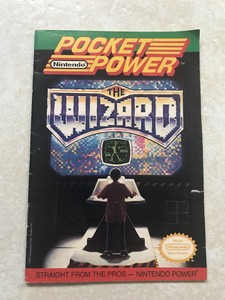 POCKET
Nintendo
POWER
THE
WIZARD
STRAIGHT FROM THE PROS — NINTENDO POWER